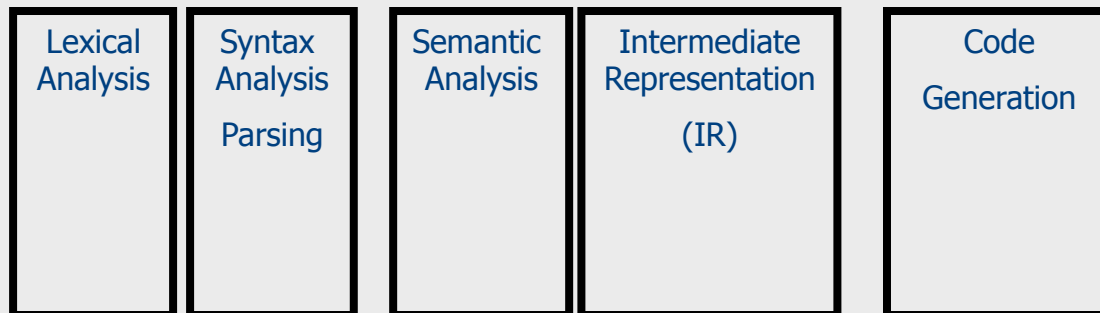 Lexical
Analysis
Syntax
Analysis
Parsing
Semantic
Analysis
Intermediate
Representation
(IR)
Code
Generation